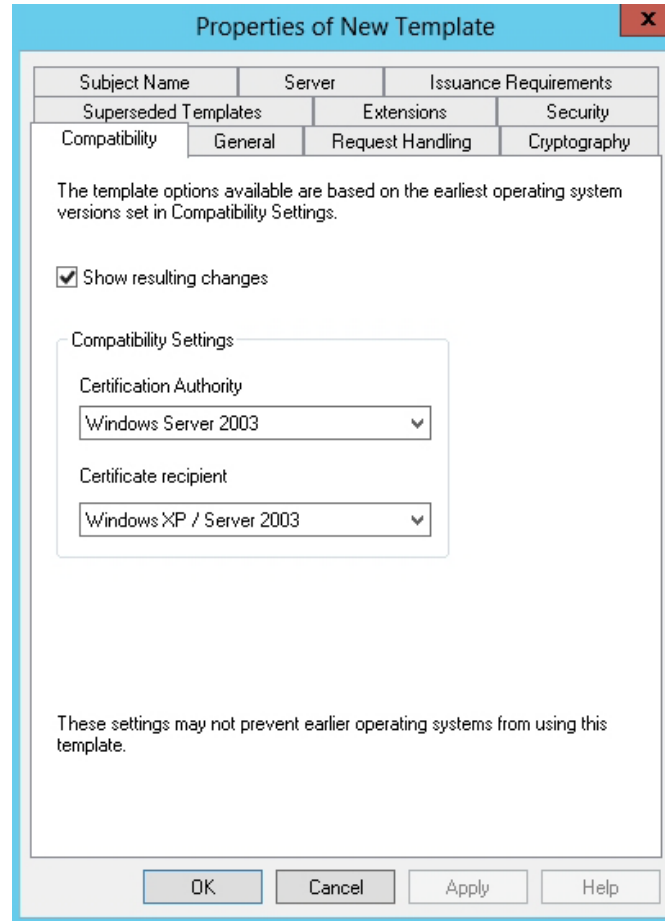 Properties of New Template
x
Subject Name
Server
Issuance Requirements
Superseded Templates
Extensions
Security
Compatibility
General
Request Handling
Cryptography
The template options available are based on the earliest operating system
versions set in Compatibility Settings.
Show resulting changes
Compatibility Settings
Certification Authority
Windows Server 2003
Certificate recipient
Windows XP / Server 2003
These settings may not prevent earlier operating systems from using this
template.
OK
Cancel
Apply
Help